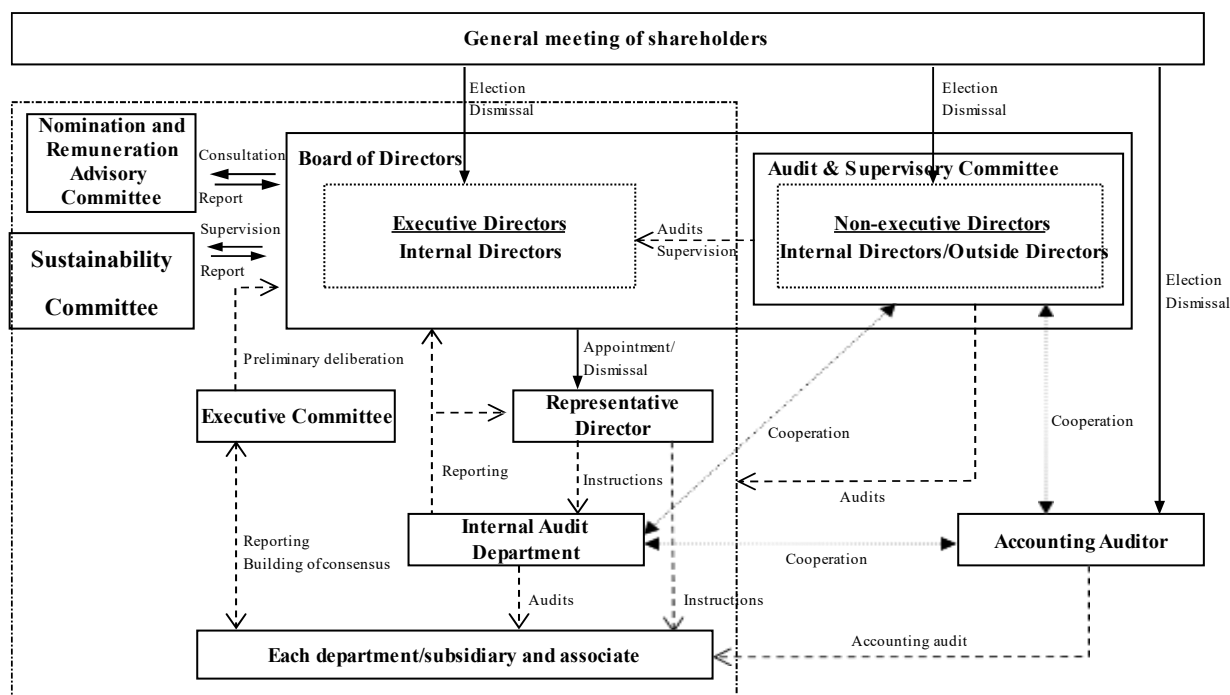 General meeting of shareholders
Election
Dismissal
Election
Dismissal
Nomination and
Remuneration
Advisory
Committee
Consultation
Report
Board of Directors
Audit & Supervisory Committee
Executive Directors
Internal Directors
Audits
Supervision
Non-executive Directors
Internal Directors/Outside Directors
Sustainability
Committee
Supervision
Report
Election
Dismissal
Preliminary deliberation
Appointment/
Dismissal
Executive Committee
Representative
Director
Cooperation
Cooperation
Reporting
Instructions
Audits
Internal Audit
Department
Accounting Auditor
Reporting
Building of consensus
Cooperation
Audits
Instructions
Accounting audit
Each department/subsidiary and associate